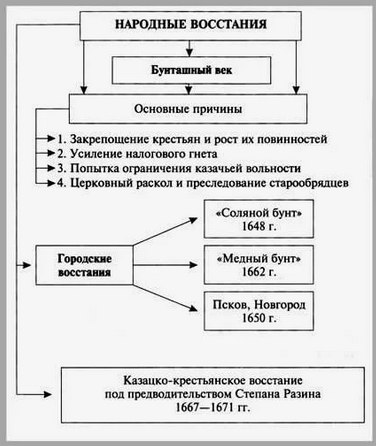 НАРОДНЫЕ ВОССТАНИЯ
Бунташный век
Основные причины
1. Закрепощение крестьян и рост их повинностей
2. Усиление налогового гнета
3. Попытка ограничения казачьей вольности
4. Церковный раскол и преследование старообрядцев
«Соляной бунт»
1648 г.
Городские
восстания
«Медный бунт»
1662 г.
Псков, Новгород
1650 г.
Казацко-крестьянское восстание
под предводительством Степана Разина
1667—1671 гг.